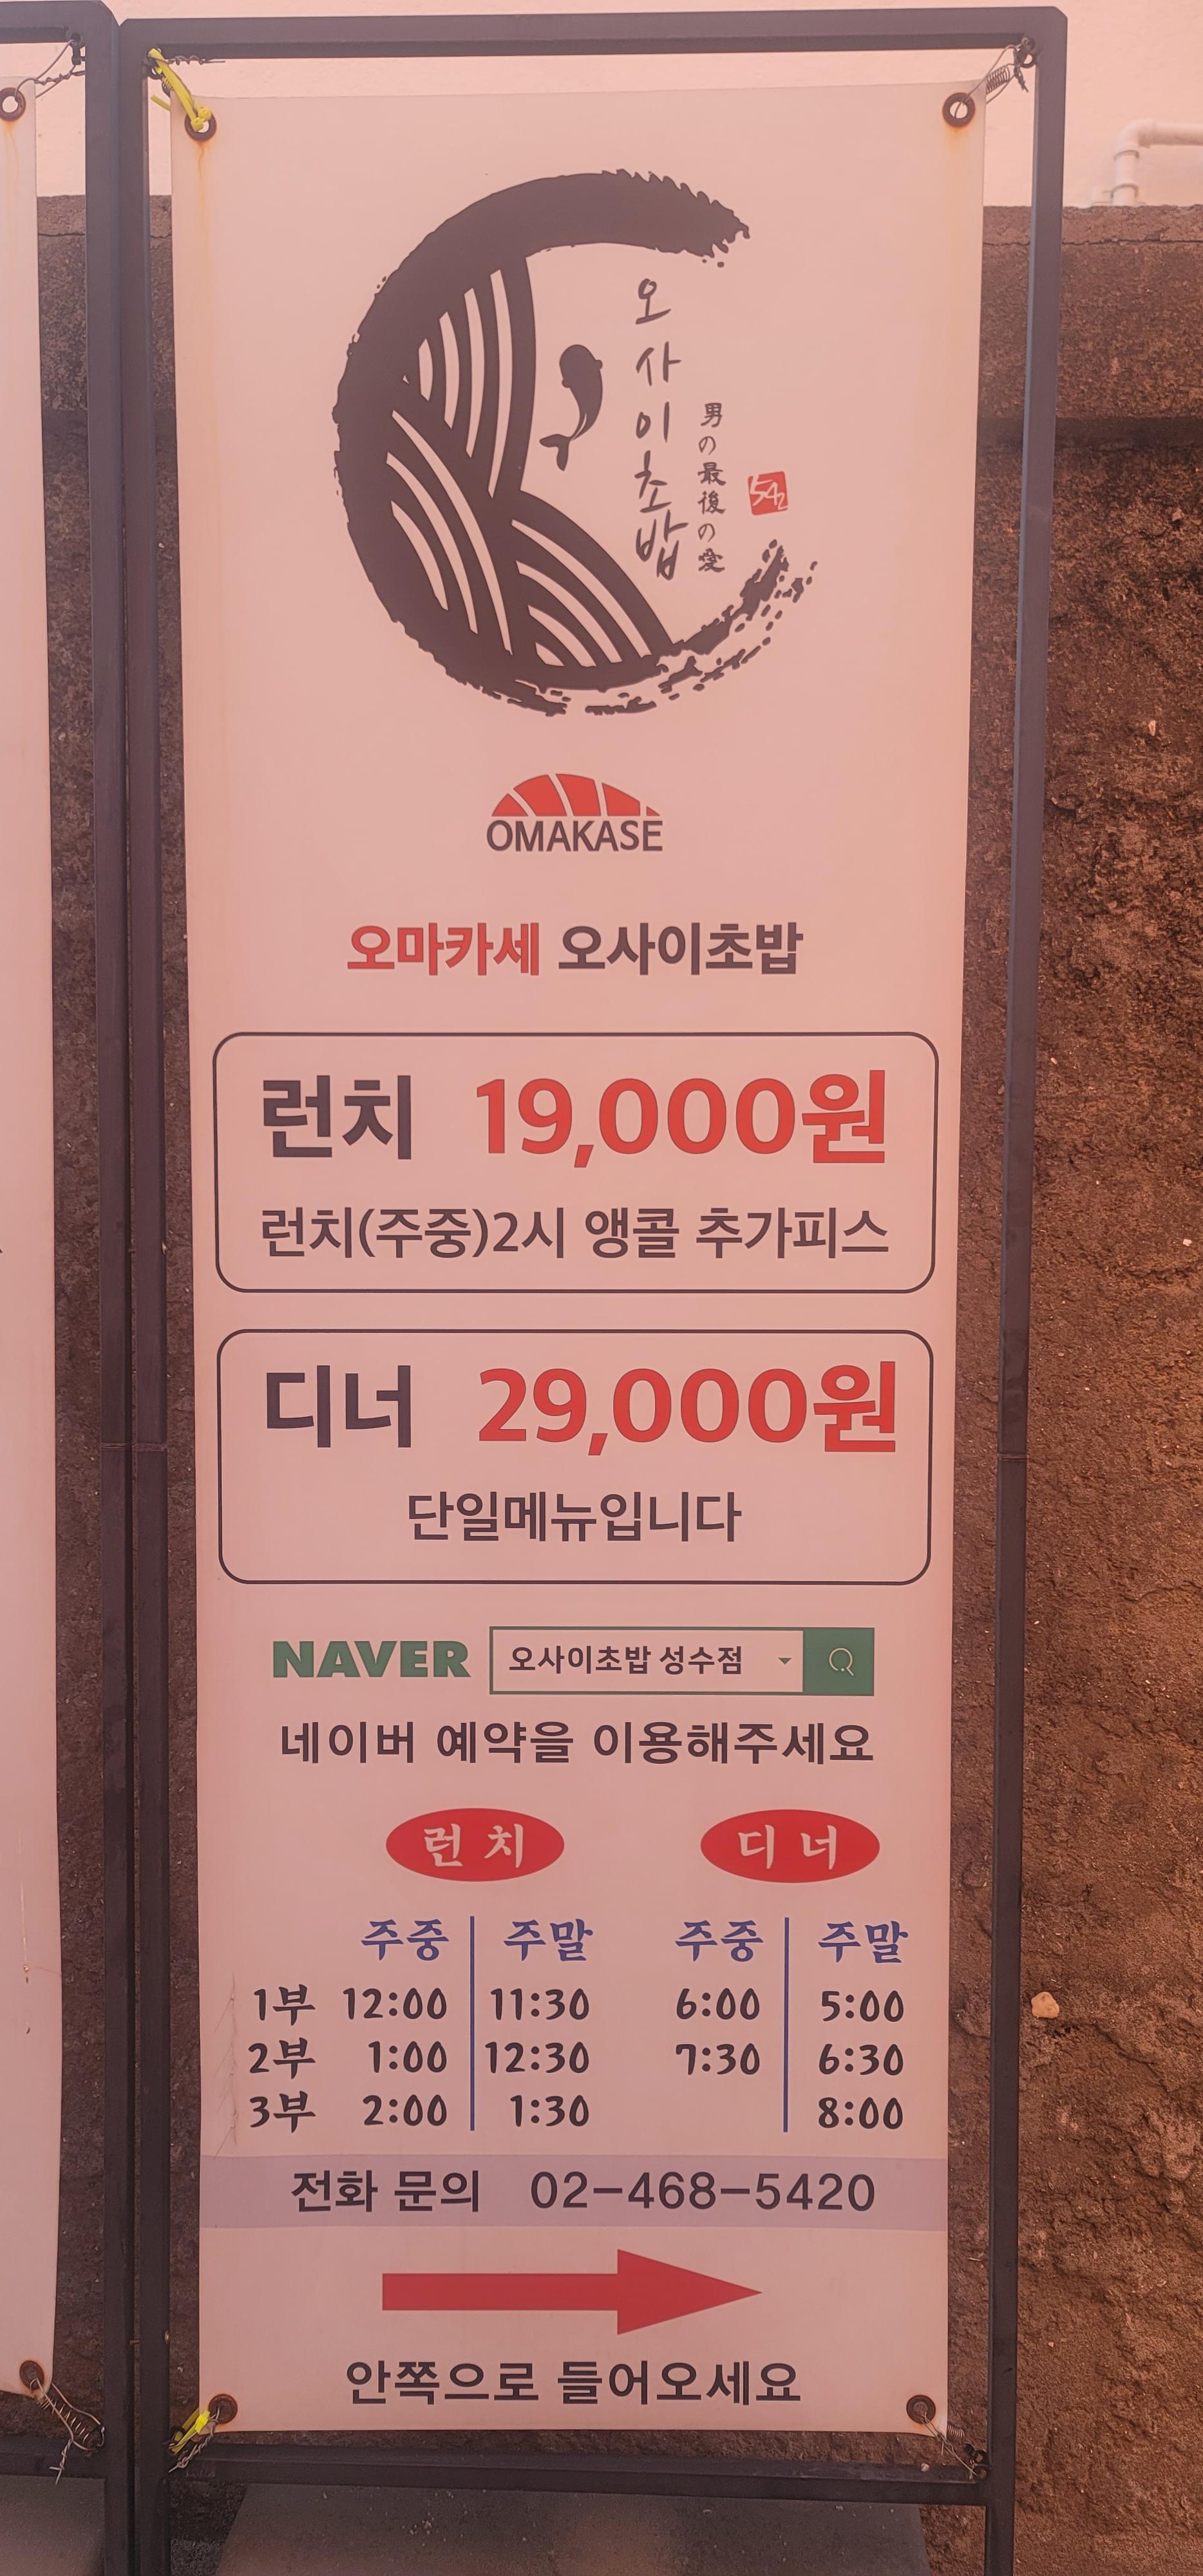 오사이초밥
男の最後の愛
542
OMAKASE
오마카세 오사이초밥
런치 19,000원
런치(주중)2시 앵콜 추가피스
디너 29,000원
단일메뉴입니다
NAVER 오사이초밥 성수점
네이버 예약을 이용해주세요
런치 디너
주중 주말 주중 주말
1부 12:00 11:30 6:00 5:00
2부 1:00 12:30 7:30 6:30
3부 2:00 1:30 8:00
전화 문의 02-468-5420
안쪽으로 들어오세요